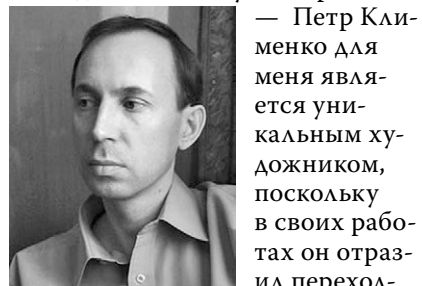 — Петр Кли-
менко для
меня явля-
ется уни-
кальным ху-
дожником,
поскольку
в своих рабо-
тах он отраз-
ил переход-